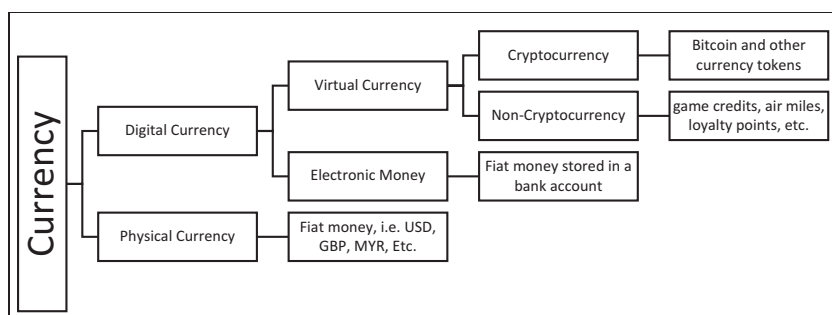 Currency
Digital Currency
Virtual Currency
Cryptocurrency
Bitcoin and other
currency tokens
Non-Cryptocurrency
game credits, air miles,
loyalty points, etc.
Electronic Money
Fiat money stored in a
bank account
Physical Currency
Fiat money, i.e. USD,
GBP, MYR, Etc.